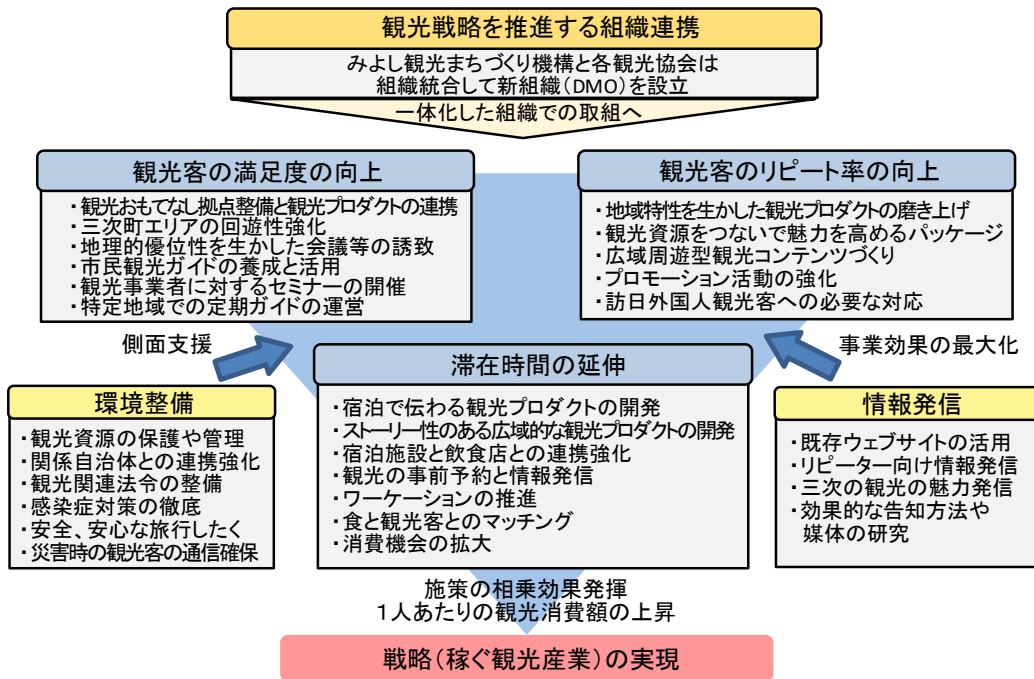 観光戦略を推進する組織連携
みよし観光まちづくり機構と各観光協会は
組織統合して新組織（DMO）を設立
一体化した組織での取組へ
観光客の満足度の向上
・観光おもてなし拠点整備と観光プロダクトの連携
・三次町エリアの回遊性強化
・地理的優位性を生かした会議等の誘致
・市民観光ガイドの養成と活用
・観光事業者に対するセミナーの開催
・特定地域での定期ガイドの運営
観光客のリピート率の向上
・地域特性を生かした観光プロダクトの磨き上げ
・観光資源をつないで魅力を高めるパッケージ
・広域周遊型観光コンテンツづくり
・プロモーション活動の強化
・訪日外国人観光客への必要な対応
側面支援
事業効果の最大化
滞在時間の延伸
・宿泊で伝わる観光プロダクトの開発
・ストーリー性のある広域的な観光プロダクトの開発
・宿泊施設と飲食店との連携強化
・観光の事前予約と情報発信
・ワーケーションの推進
・食と観光客とのマッチング
・消費機会の拡大
環境整備
・観光資源の保護や管理
・関係自治体との連携強化
・観光関連法令の整備
・感染症対策の徹底
・安全、安心な旅行したく
・災害時の観光客の通信確保
情報発信
・既存ウェブサイトの活用
・リピーター向け情報発信
・三次の観光の魅力発信
・効果的な告知方法や
媒体の研究
施策の相乗効果発揮
１人あたりの観光消費額の上昇
戦略（稼ぐ観光産業）の実現